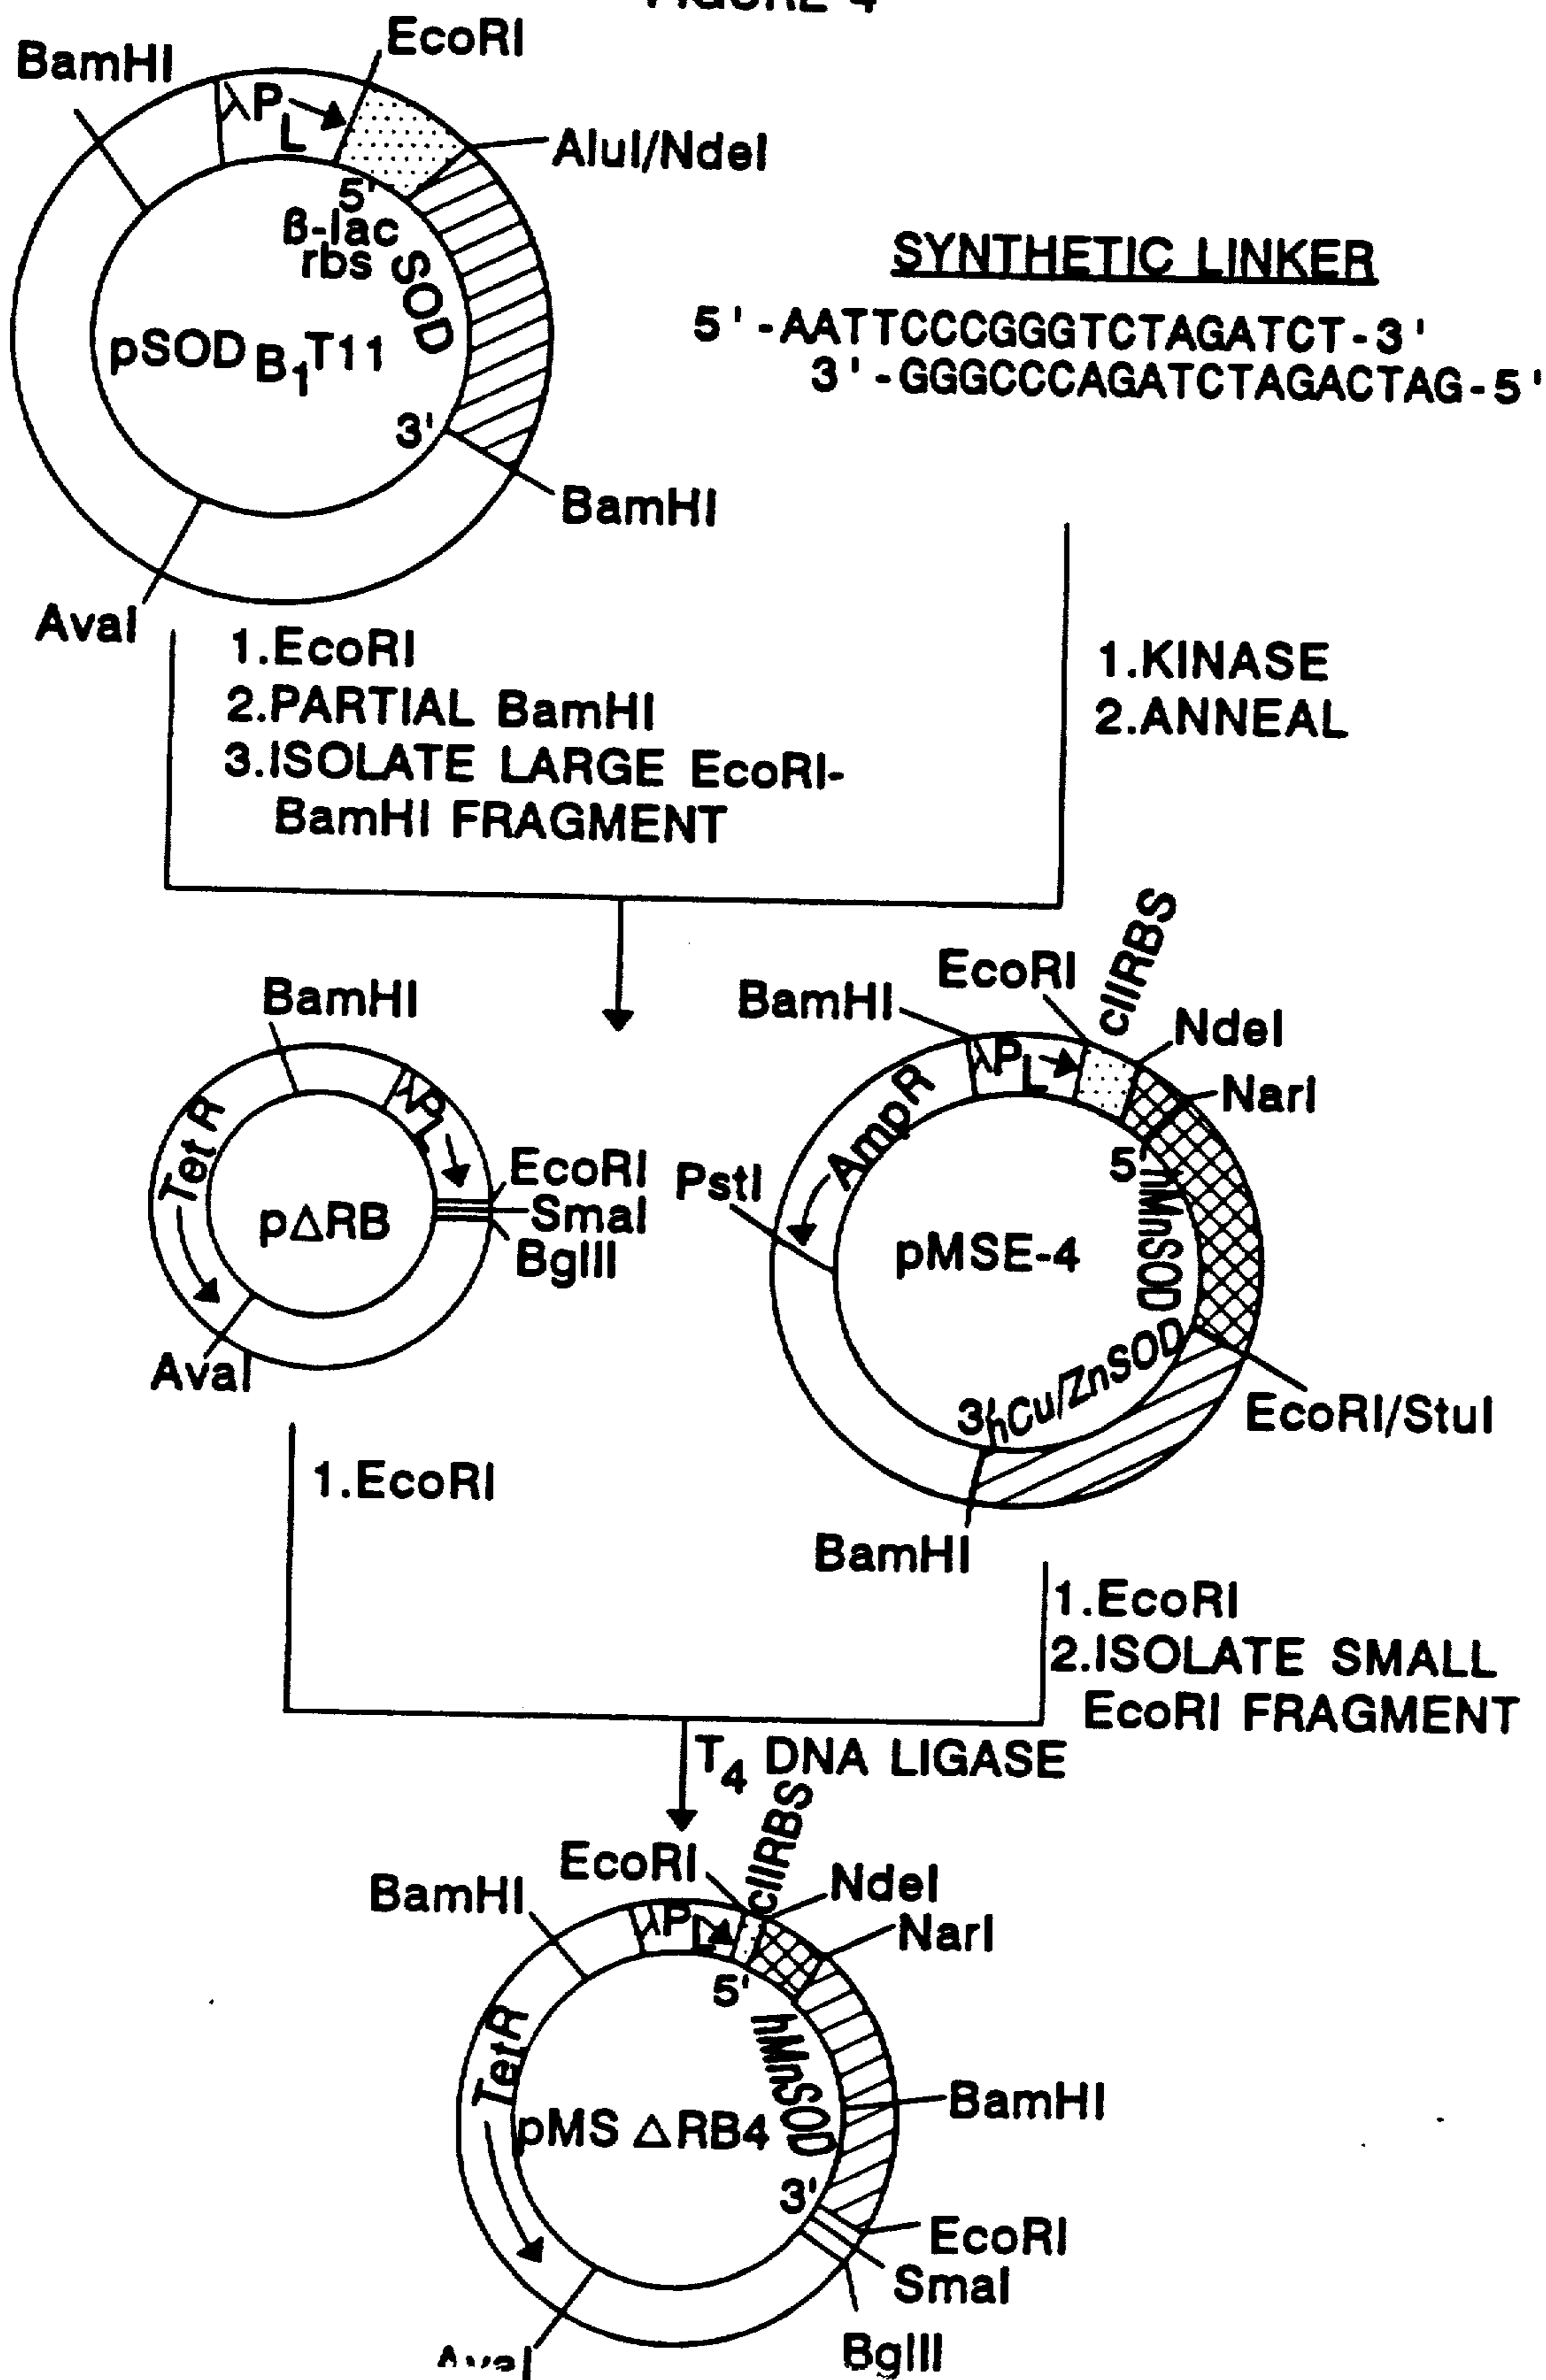 FIGURE 4
BamHI
EcoRI
λPL
AluI/NdeI
5'
β-lac
rbs
SOD
pSOD B1T11
3'
BamHI
AvaI
SYNTHETIC LINKER
5'-AATTCCCGGGTCTAGATCT-3'
3'-GGGCCCAGATCTAGACTAG-5'
1.EcoRI
2.PARTIAL BamHI
3.ISOLATE LARGE EcoRI-
BamHI FRAGMENT
1.KINASE
2.ANNEAL
BamHI
λPL
TetR
EcoRI
SmaI
BglII
pΔRB
AvaI
BamHI
EcoRI
cIIRBS
NdeI
NarI
λPL
AmpR
PstI
5'
hMnSOD
pMSE-4
hCu/ZnSOD
3'
EcoRI/StuI
BamHI
1.EcoRI
1.EcoRI
2.ISOLATE SMALL
EcoRI FRAGMENT
T4 DNA LIGASE
EcoRI
cIIRBS
BamHI
NdeI
NarI
λPL
5'
hMnSOD
TetR
pMS ΔRB4
BamHI
3'
EcoRI
SmaI
BglII
AvaI